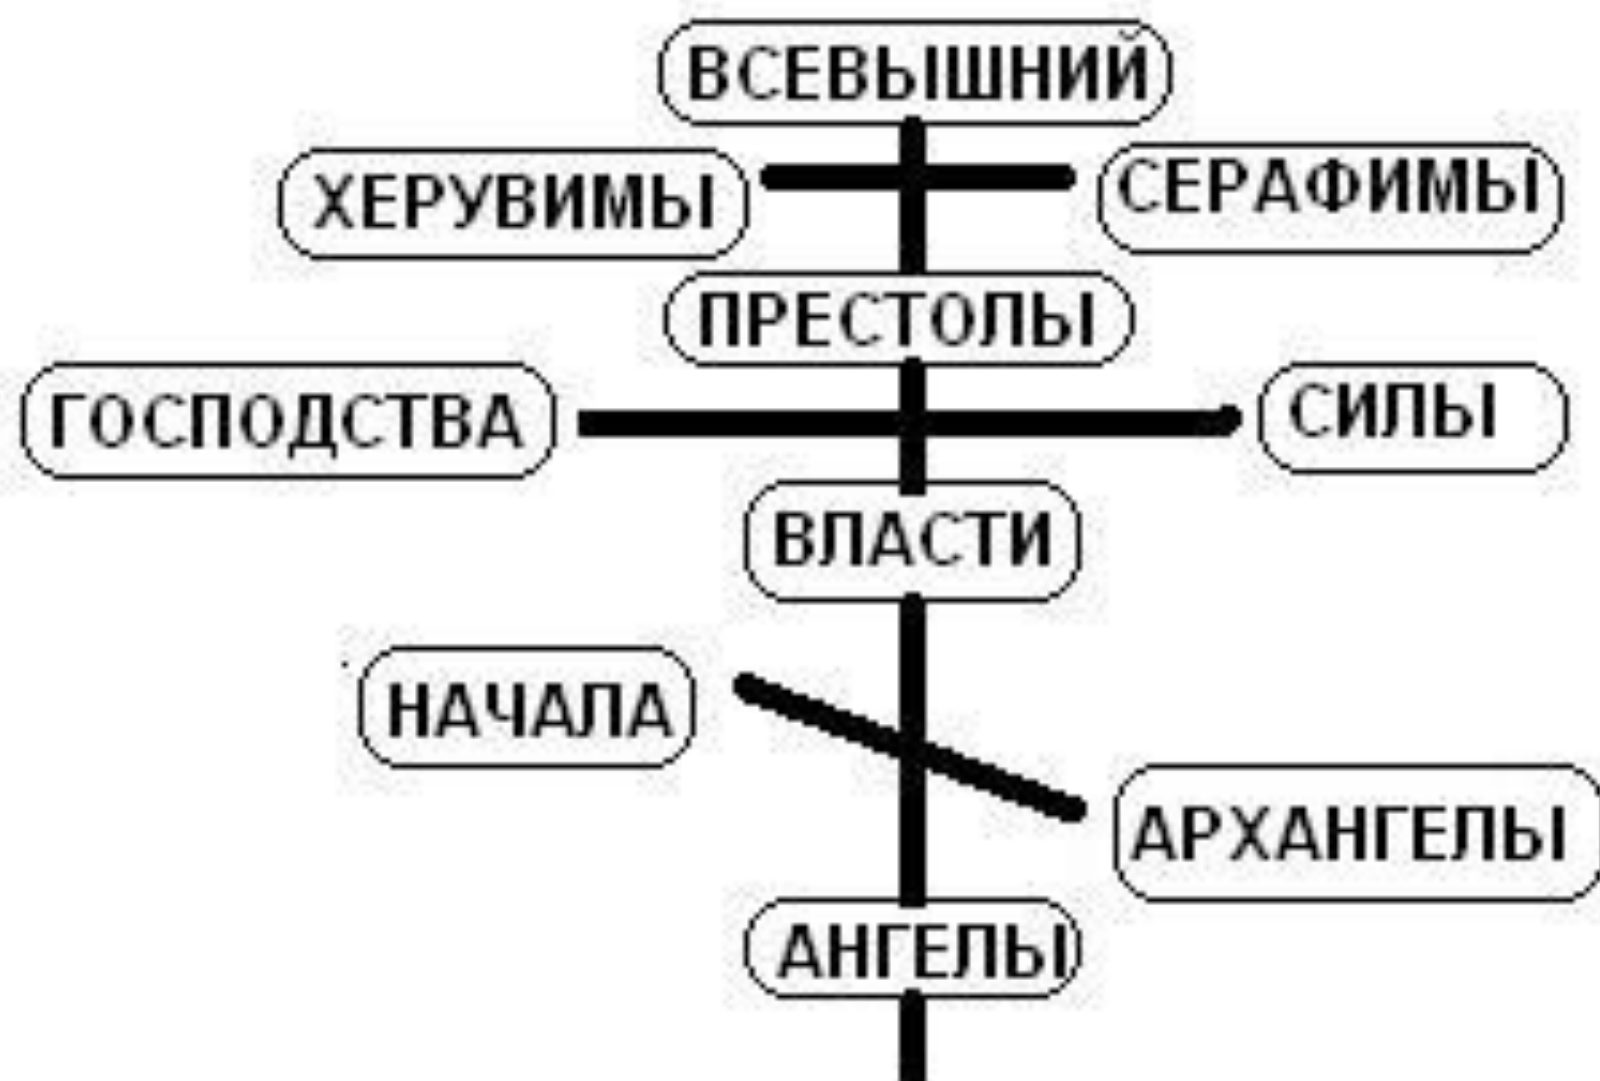 ВСЕВЫШНИЙ
ХЕРУВИМЫ
СЕРАФИМЫ
ПРЕСТОЛЫ
ГОСПОДСТВА
СИЛЫ
ВЛАСТИ
НАЧАЛА
АРХАНГЕЛЫ
АНГЕЛЫ